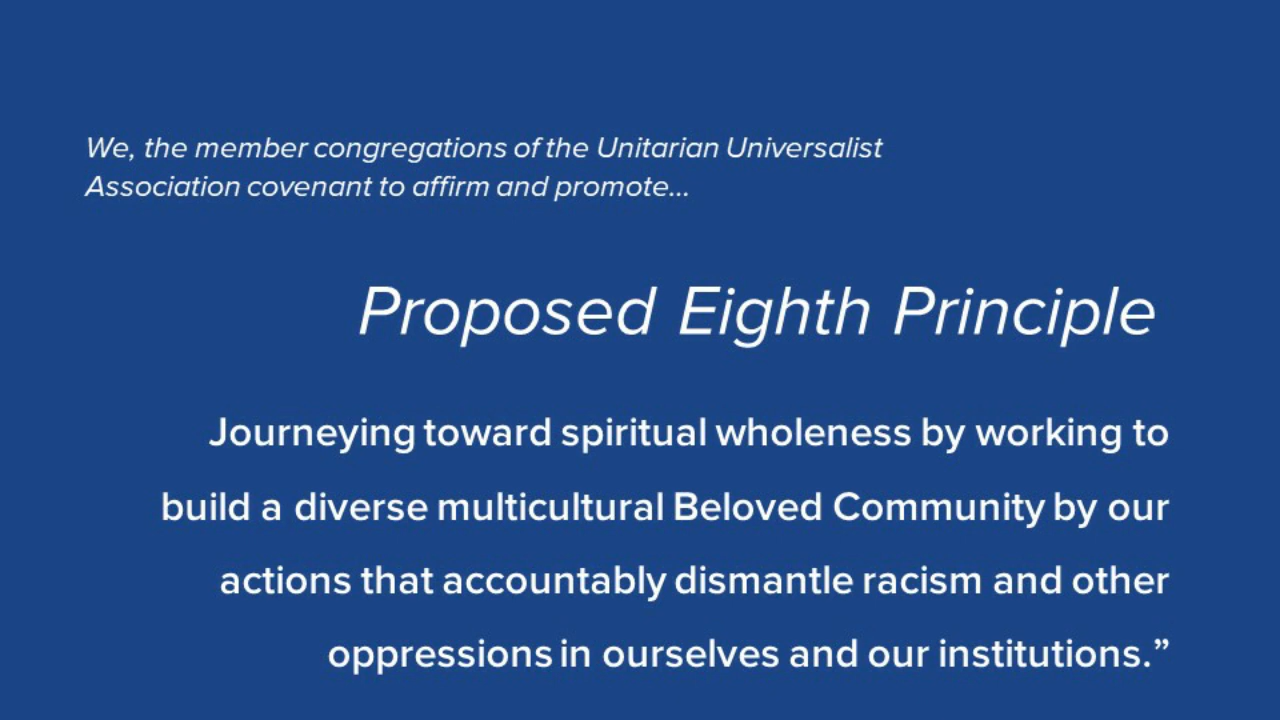 We, the member congregations of the Unitarian Universalist
Association covenant to affirm and promote...
Proposed Eighth Principle
Journeying toward spiritual wholeness by working to
build a diverse multicultural Beloved Community by our
actions that accountably dismantle racism and other
oppressions in ourselves and our institutions.”